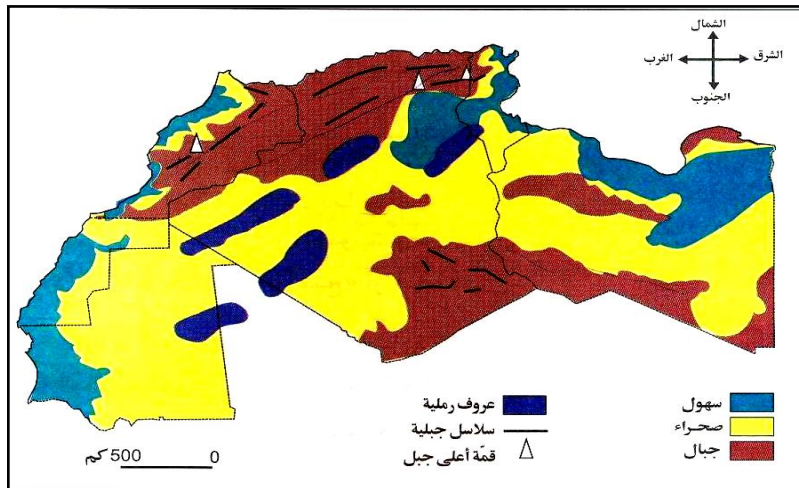 الشمال
الشرق
الغرب
الجنوب
سهول
صحراء
جبال
عروف رملية
سلاسل جبلية
قمّة أعلى جبل
500 كم
0